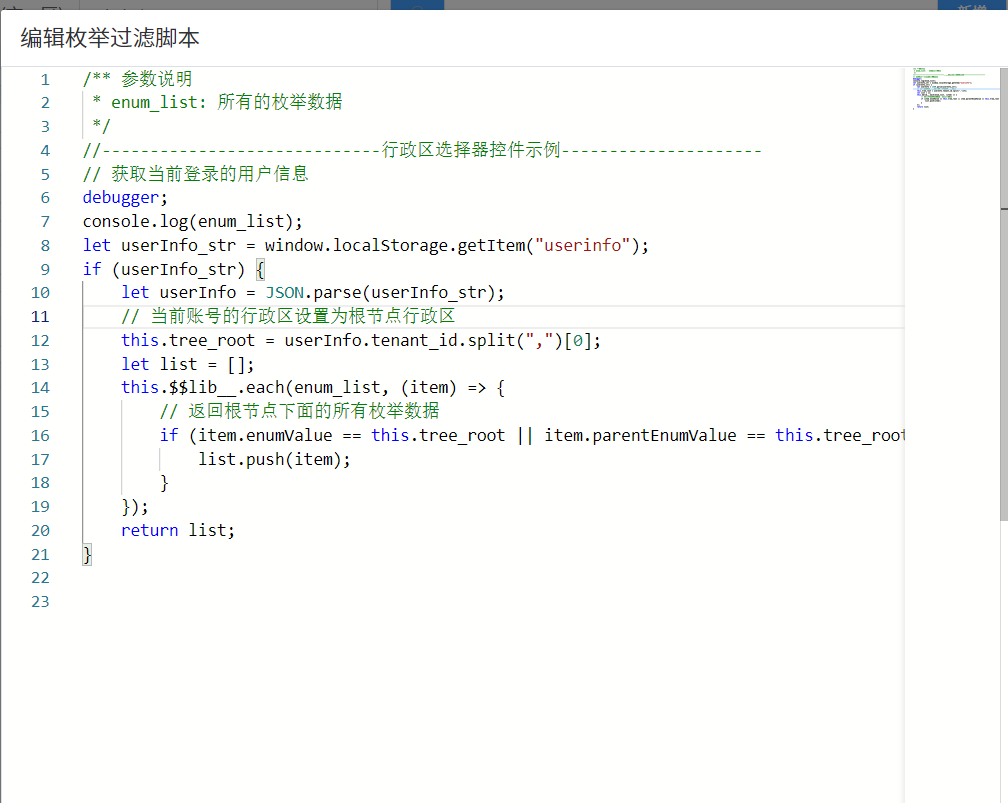 编辑枚举过滤脚本
1 /** 参数说明
2 * enum_list: 所有的枚举数据
3 */
4 //-----------------------------行政区选择器控件示例---------------------
5 // 获取当前登录的用户信息
6 debugger;
7 console.log(enum_list);
8 let userInfo_str = window.localStorage.getItem("userinfo");
9 if (userInfo_str) {
10 let userInfo = JSON.parse(userInfo_str);
11 // 当前账号的行政区设置为根节点行政区
12 this.tree_root = userInfo.tenant_id.split(",")[0];
13 let list = [];
14 this.$$lib__.each(enum_list, (item) => {
15 // 返回根节点下面的所有枚举数据
16 if (item.enumValue == this.tree_root || item.parentEnumValue == this.tree_root
17 list.push(item);
18 }
19 });
20 return list;
21 }
22
23